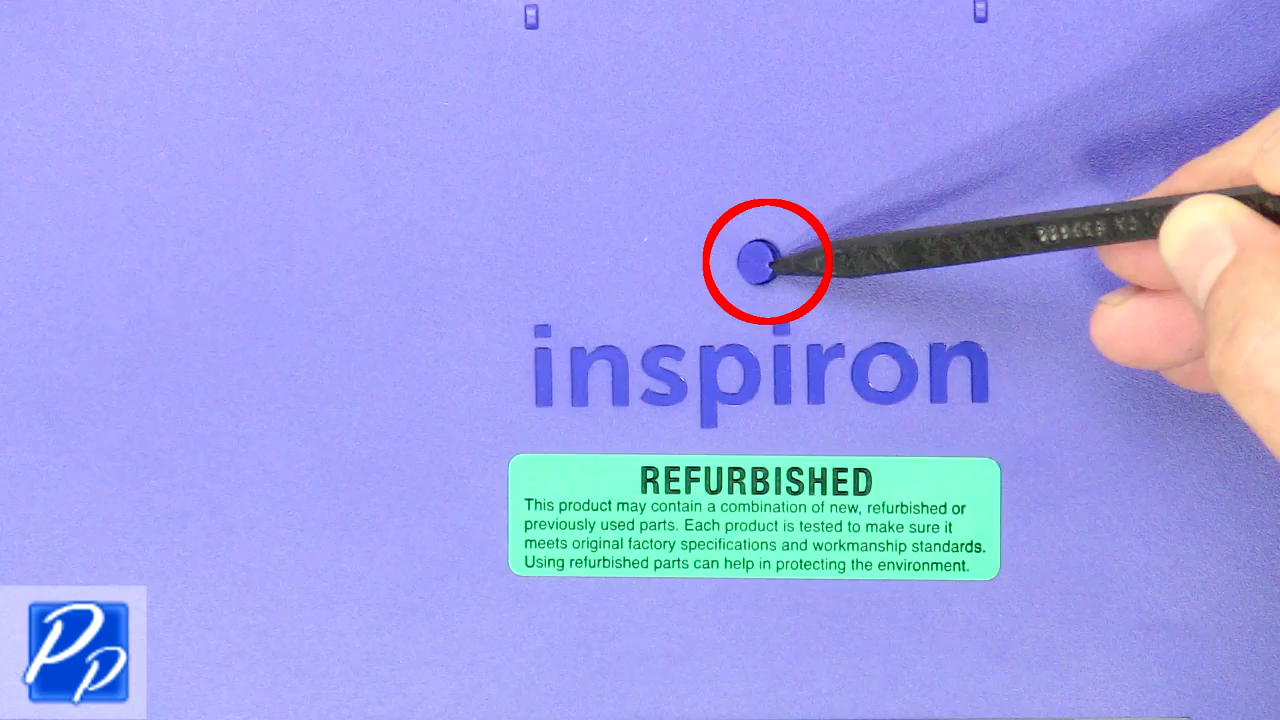 inspiron
REFURBISHED
This product may contain a combination of new, refurbished or
previously used parts. Each product is tested to make sure it
meets original factory specifications and workmanship standards.
Using refurbished parts can help in protecting the environment.
PP